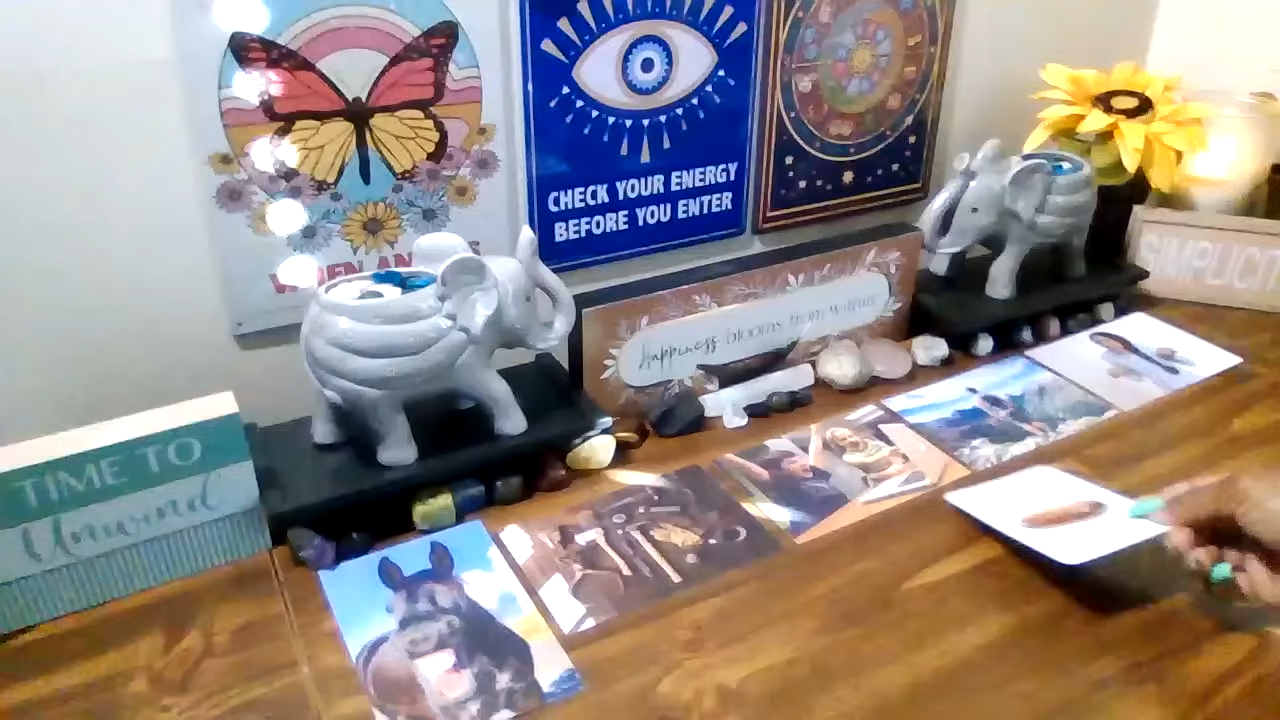 CHECK YOUR ENERGY
BEFORE YOU ENTER
Happiness blooms from within
TIME TO
Unwind
SIMPLICIT